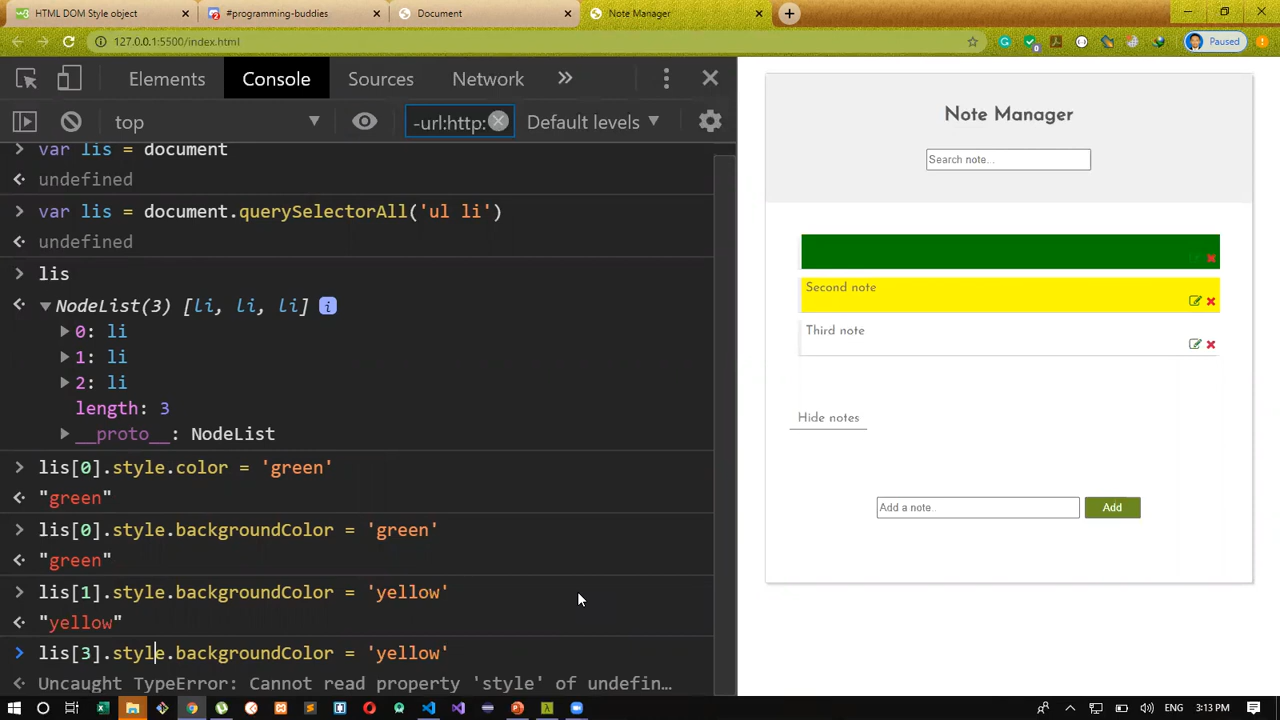 HTML DOM Style object
#programming-buddies
Document
Note Manager
127.0.0.1:5500/index.html
Paused
Elements Console Sources Network
top
-url:http:
Default levels
var lis = document
undefined
var lis = document.querySelectorAll('ul li')
undefined
lis
NodeList(3) [li, li, li]
0: li
1: li
2: li
length: 3
__proto__: NodeList
lis[0].style.color = 'green'
"green"
lis[0].style.backgroundColor = 'green'
"green"
lis[1].style.backgroundColor = 'yellow'
"yellow"
lis[3].style.backgroundColor = 'yellow'
Uncaught TypeError: Cannot read property 'style' of undefin…
Note Manager
Search note. .
Second note
Third note
Hide notes
Add a note..
Add
3:13 PM